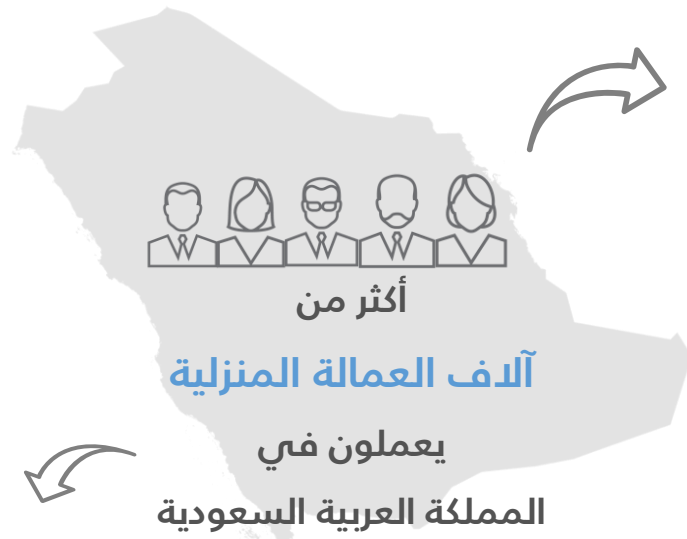 أكثر من
آلاف العمالة المنزلية
يعملون في
المملكة العربية السعودية